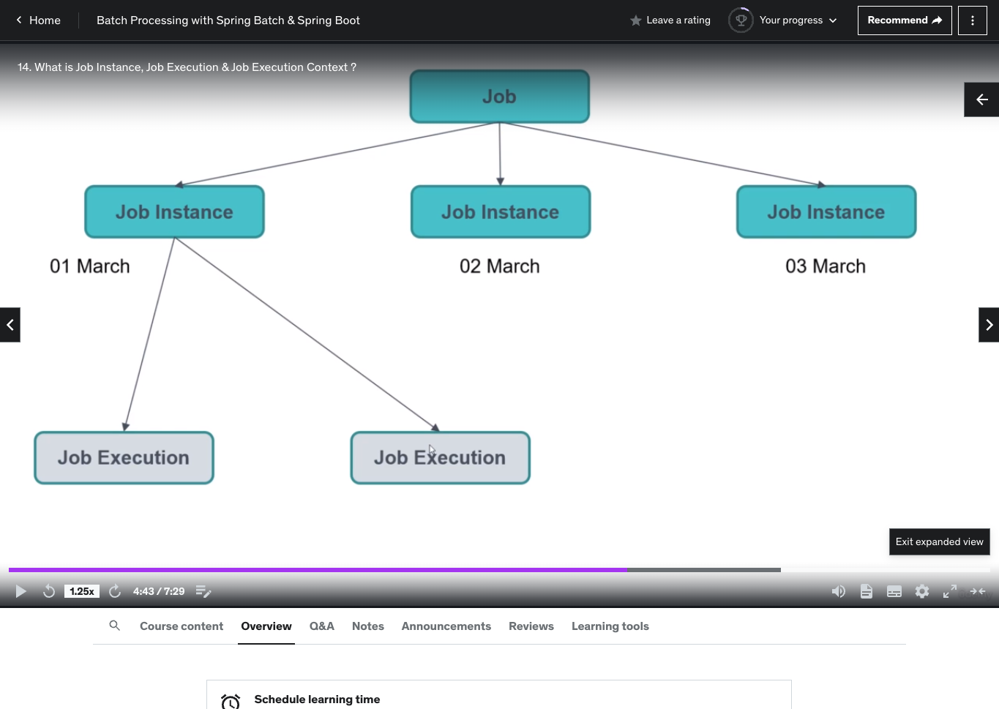 Home
Batch Processing with Spring Batch & Spring Boot
Leave a rating
Your progress
Recommend
14. What is Job Instance, Job Execution & Job Execution Context ?
Job
Job Instance
Job Instance
Job Instance
01 March
02 March
03 March
Job Execution
Job Execution
Exit expanded view
1.25x
4:43 / 7:29
Course content
Overview
Q&A
Notes
Announcements
Reviews
Learning tools
Schedule learning time